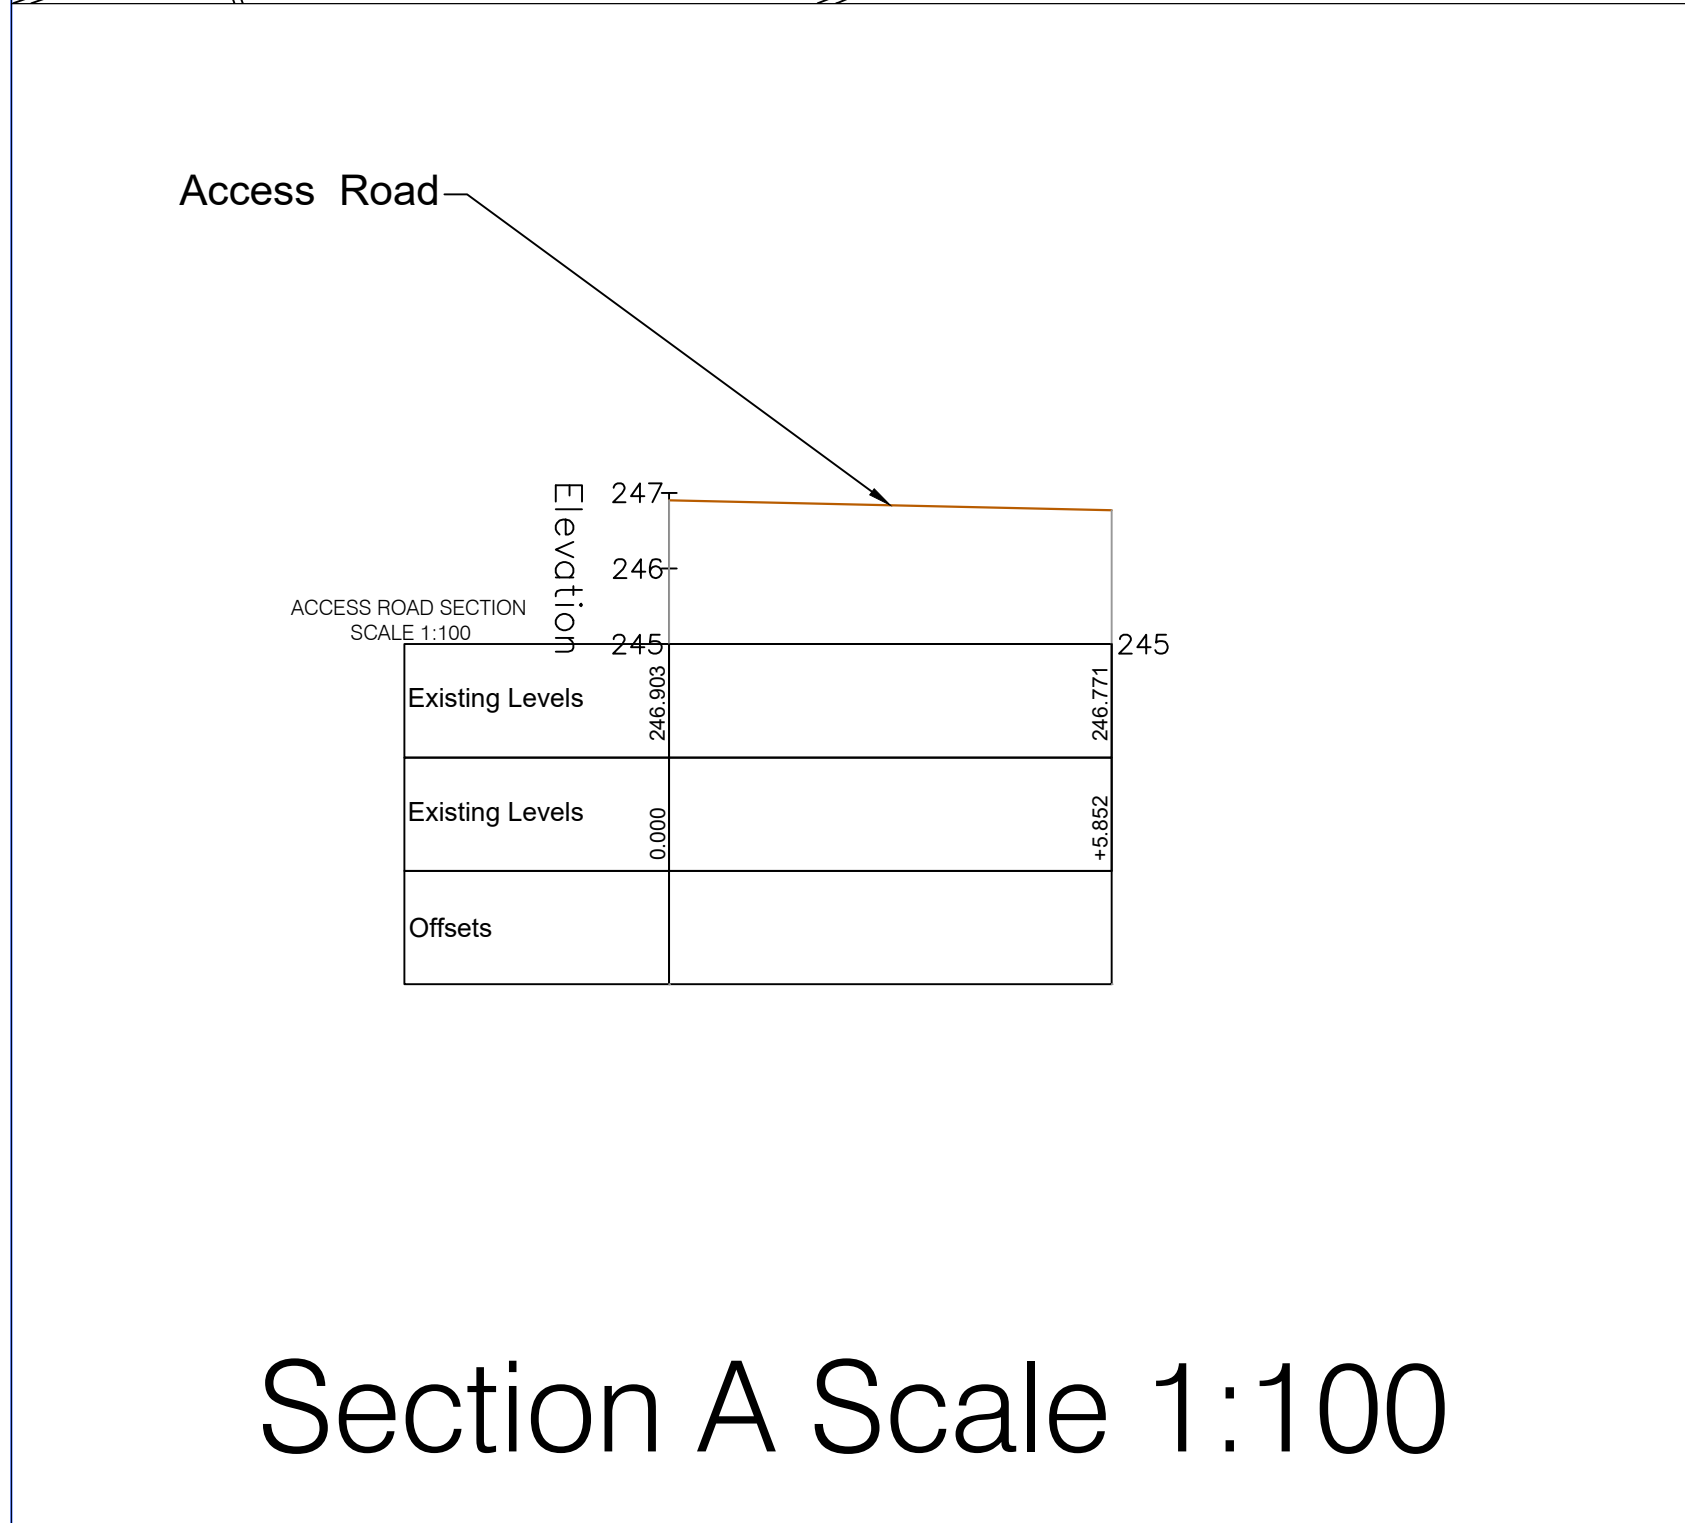 Access Road
Elevation
247
246
245
245
ACCESS ROAD SECTION
SCALE 1:100
Existing Levels
246.903
246.771
Existing Levels
0.000
+5.852
Offsets
Section A Scale 1:100